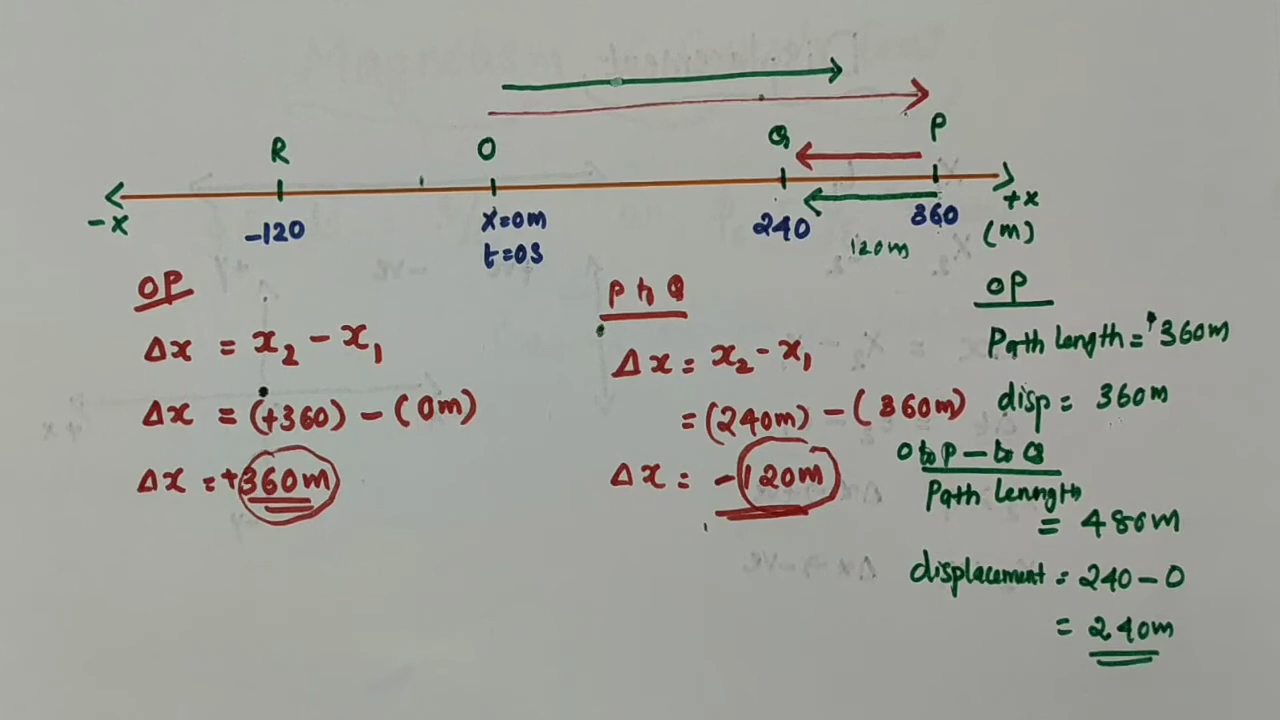 R O Q P
-x -120 x=0m 240 360 +x
t=0s 120m (m)
OP
Δx = x₂ - x₁
Δx = (+360) - (0m)
Δx = +360m
P to Q
Δx = x₂ - x₁
= (240m) - (360m)
Δx = -120m
OP
Path length = 360m
disp = 360m
O to P - to Q
Path Lenngth
= 480m
displacement = 240 - 0
= 240m